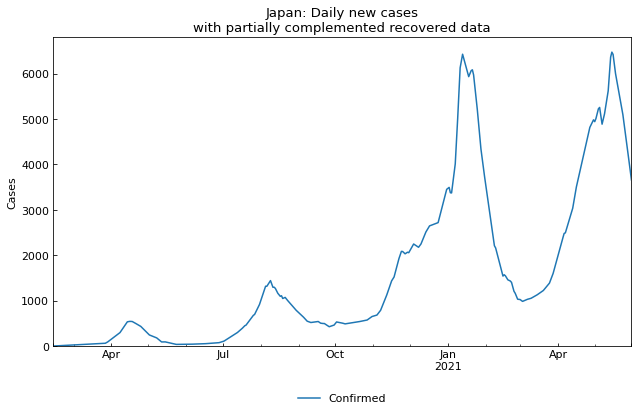 Japan: Daily new cases
with partially complemented recovered data
Cases
6000
5000
4000
3000
2000
1000
0
Apr
Jul
Oct
Jan
2021
Apr
Confirmed